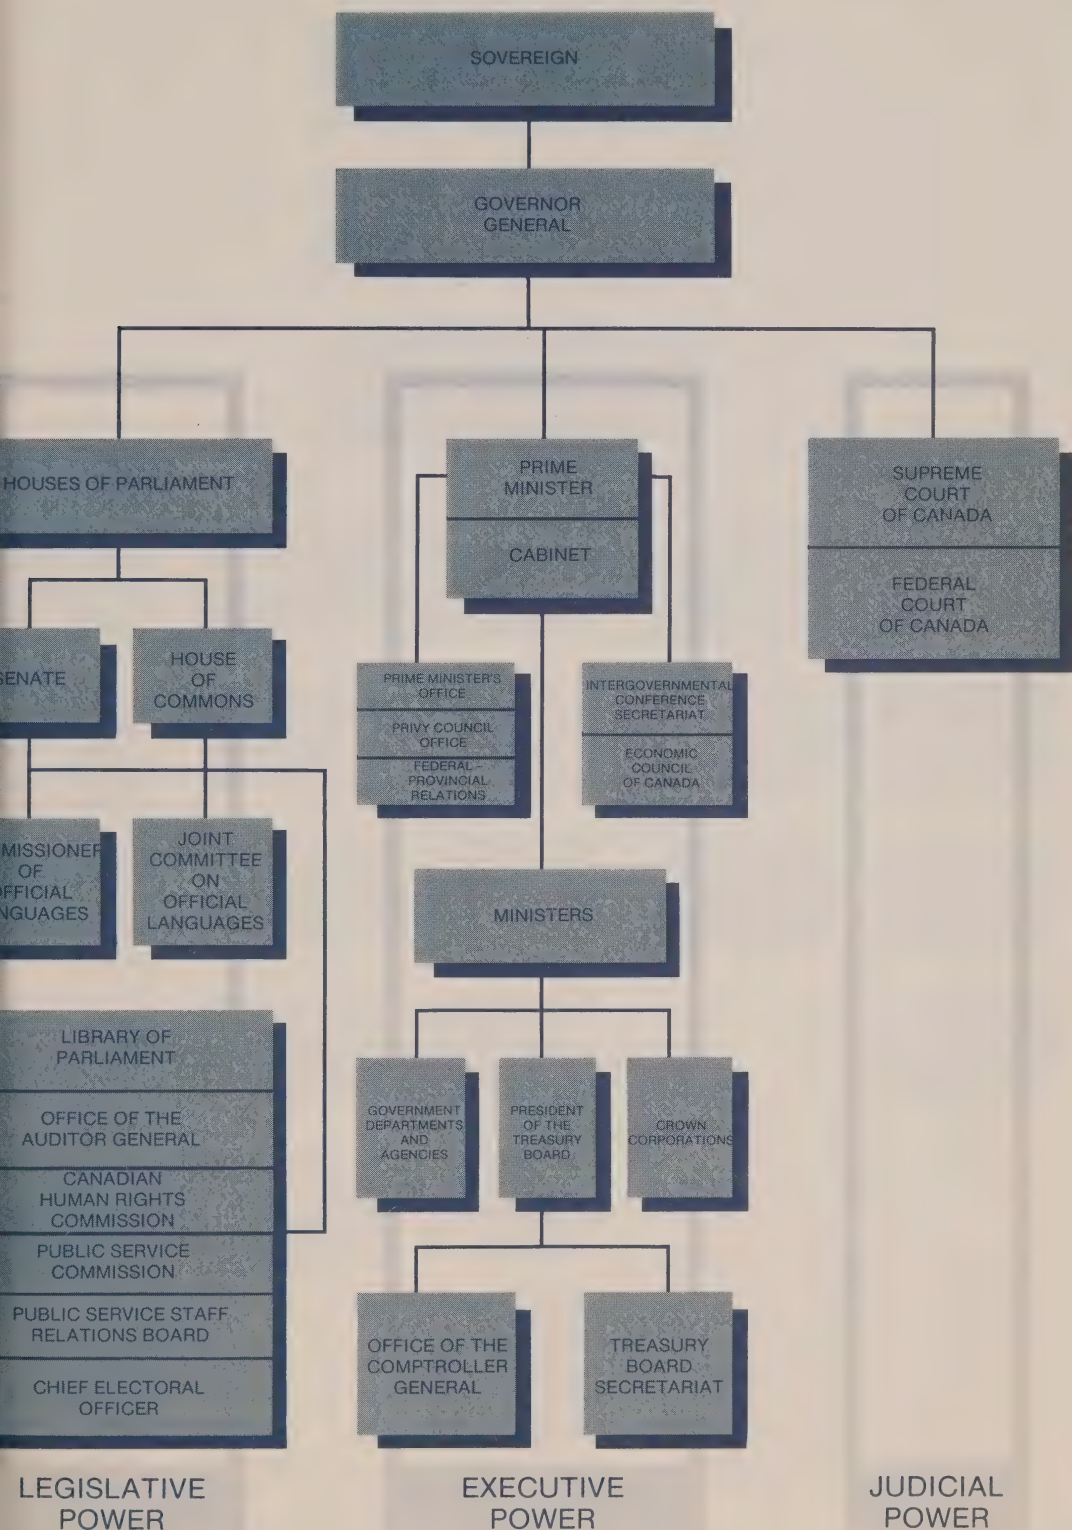 SOVEREIGN
GOVERNOR
GENERAL
HOUSES OF PARLIAMENT
SENATE
HOUSE
OF
COMMONS
MISSIONER
OF
OFFICIAL
NGUAGES
JOINT
COMMITTEE
ON
OFFICIAL
LANGUAGES
LIBRARY OF
PARLIAMENT
OFFICE OF THE
AUDITOR GENERAL
CANADIAN
HUMAN RIGHTS
COMMISSION
PUBLIC SERVICE
COMMISSION
PUBLIC SERVICE STAFF
RELATIONS BOARD
CHIEF ELECTORAL
OFFICER
LEGISLATIVE
POWER
PRIME
MINISTER
CABINET
PRIME MINISTER'S
OFFICE
PRIVY COUNCIL
OFFICE
FEDERAL –
PROVINCIAL
RELATIONS
INTERGOVERNMENTAL
CONFERENCE
SECRETARIAT
ECONOMIC
COUNCIL
OF CANADA
MINISTERS
GOVERNMENT
DEPARTMENTS
AND
AGENCIES
PRESIDENT
OF THE
TREASURY
BOARD
CROWN
CORPORATIONS
OFFICE OF THE
COMPTROLLER
GENERAL
TREASURY
BOARD
SECRETARIAT
EXECUTIVE
POWER
SUPREME
COURT
OF CANADA
FEDERAL
COURT
OF CANADA
JUDICIAL
POWER